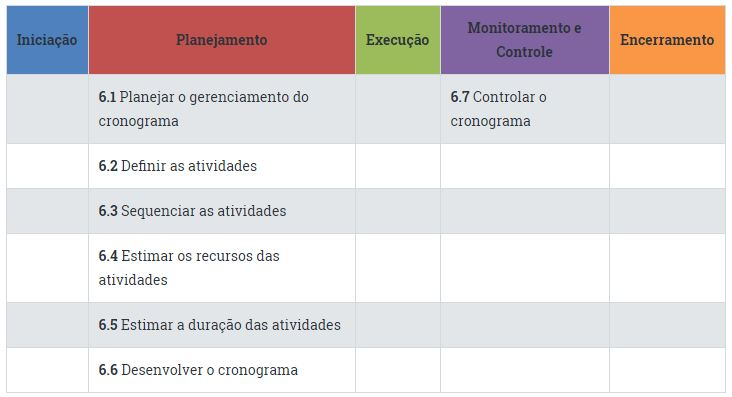 Iniciação
Planejamento
Execução
Monitoramento e
Controle
Encerramento
6.1 Planejar o gerenciamento do
cronograma
6.7 Controlar o
cronograma
6.2 Definir as atividades
6.3 Sequenciar as atividades
6.4 Estimar os recursos das
atividades
6.5 Estimar a duração das atividades
6.6 Desenvolver o cronograma